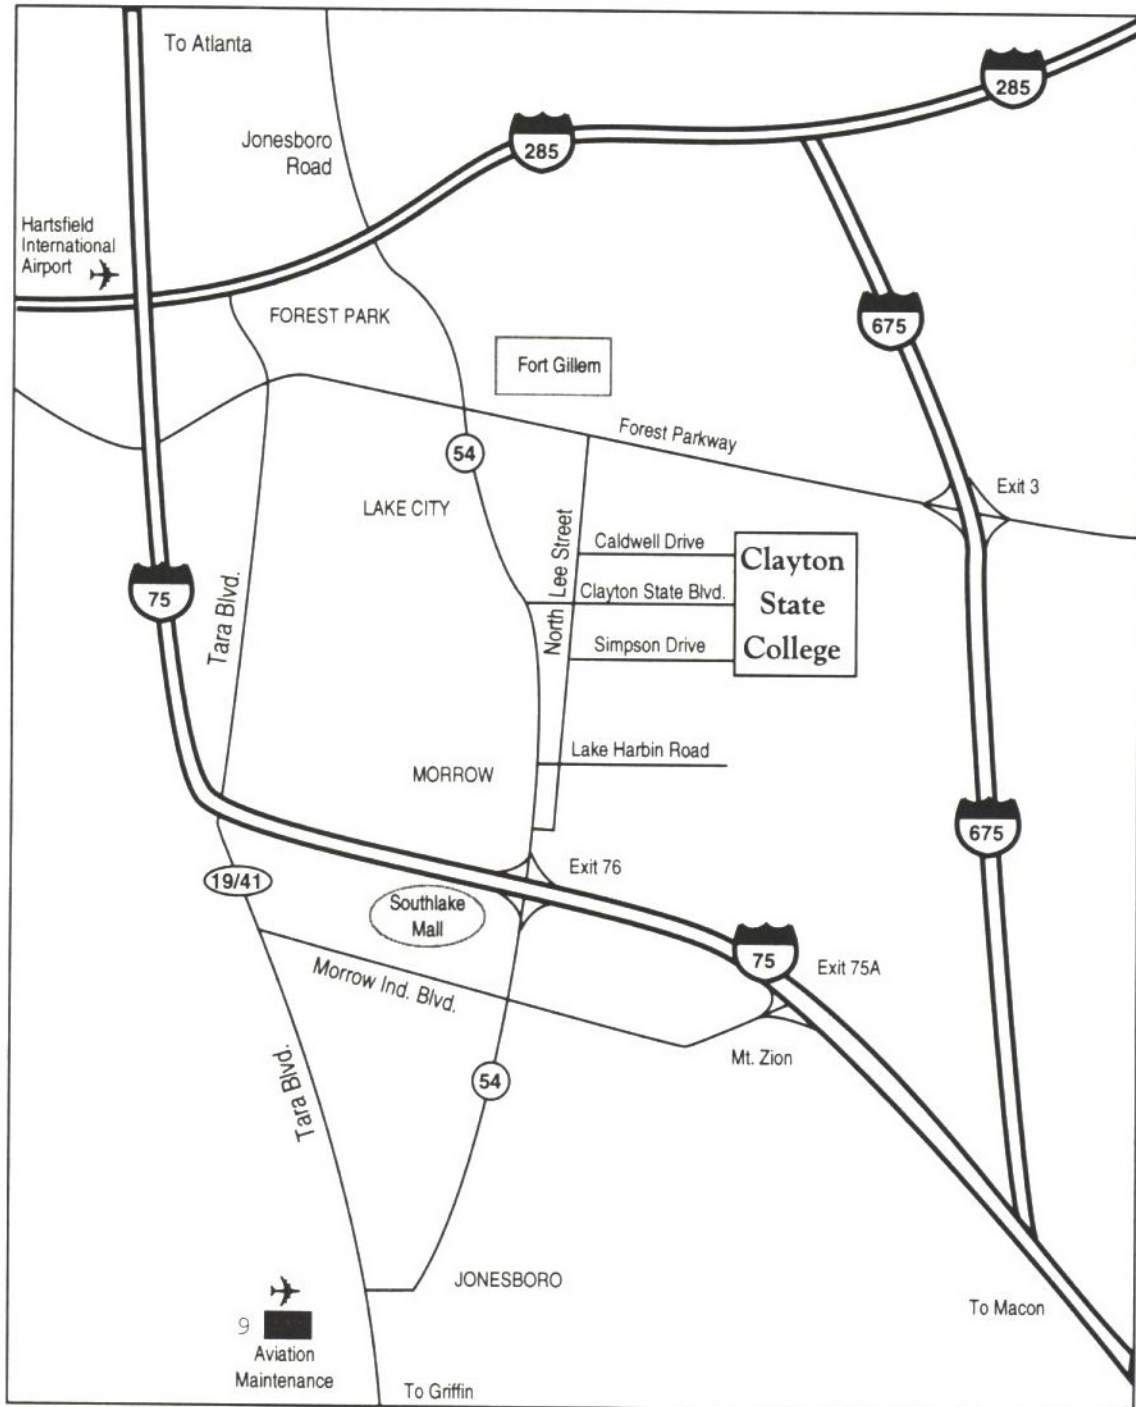 To Atlanta
285
Jonesboro
Road
285
Hartsfield
International
Airport
FOREST PARK
675
Fort Gillem
Forest Parkway
54
Exit 3
LAKE CITY
North Lee Street
Caldwell Drive
Clayton
State
College
Clayton State Blvd.
Simpson Drive
75
Tara Blvd.
Lake Harbin Road
MORROW
675
Exit 76
19/41
Southlake
Mall
75
Exit 75A
Morrow Ind. Blvd.
Mt. Zion
54
Tara Blvd.
JONESBORO
To Macon
9
Aviation
Maintenance
To Griffin